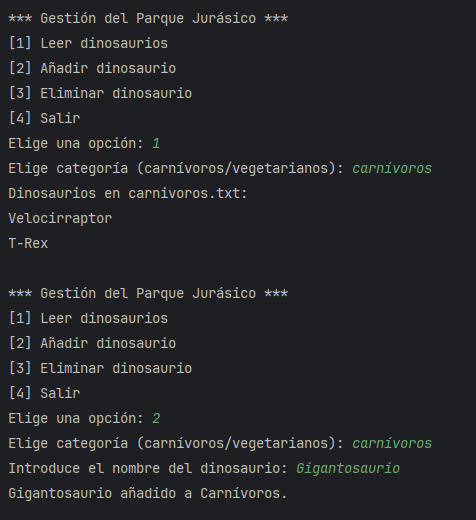 *** Gestión del Parque Jurásico ***
[1] Leer dinosaurios
[2] Añadir dinosaurio
[3] Eliminar dinosaurio
[4] Salir
Elige una opción: 1
Elige categoría (carnívoros/vegetarianos): carnívoros
Dinosaurios en carnivoros.txt:
Velocirraptor
T-Rex

*** Gestión del Parque Jurásico ***
[1] Leer dinosaurios
[2] Añadir dinosaurio
[3] Eliminar dinosaurio
[4] Salir
Elige una opción: 2
Elige categoría (carnívoros/vegetarianos): carnívoros
Introduce el nombre del dinosaurio: Gigantosaurio
Gigantosaurio añadido a Carnívoros.